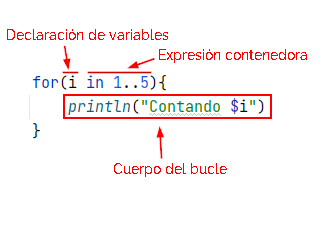 Declaración de variables
Expresión contenedora
for(i in 1..5){
println("Contando $i")
}
Cuerpo del bucle